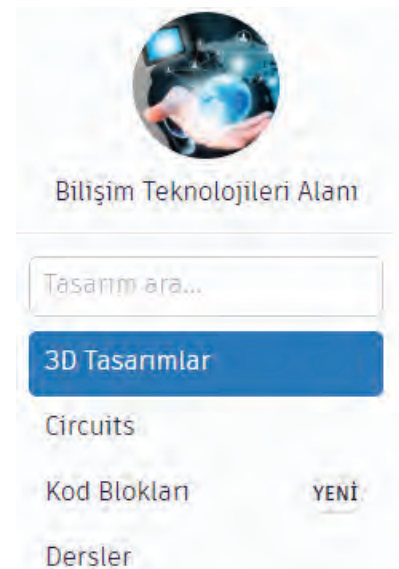 Bilişim Teknolojileri Alanı
Tasarım ara...
3D Tasarımlar
Circuits
Kod Blokları YENİ
Dersler